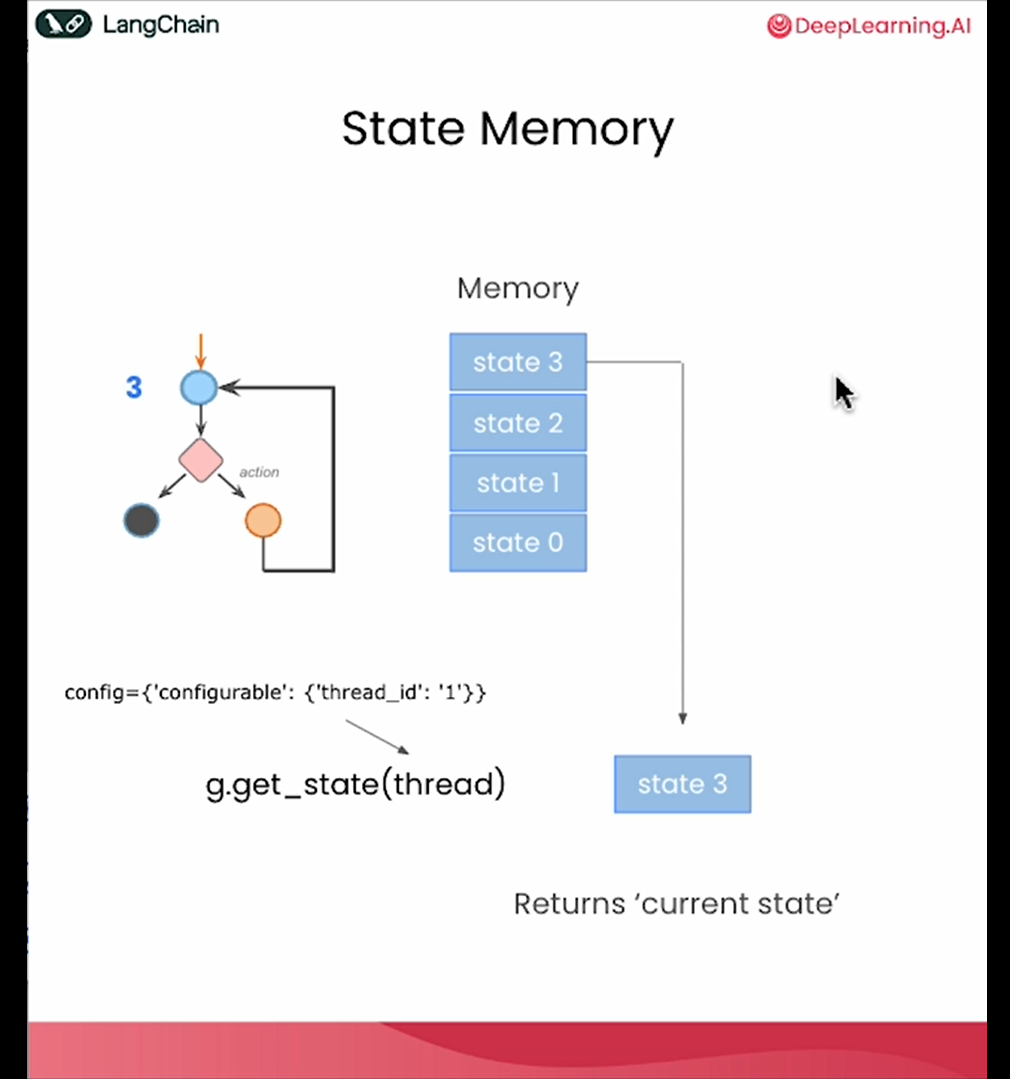 LangChain
DeepLearning.AI
State Memory
Memory
3
action
state 3
state 2
state 1
state 0
config={'configurable': {'thread_id': '1'}}
g.get_state(thread)
state 3
Returns ‘current state’